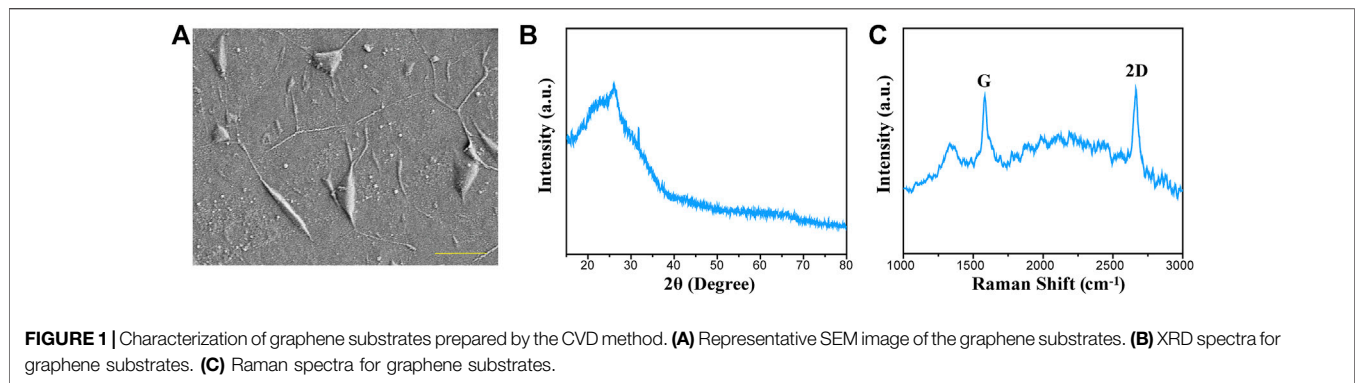 A
B
C
Intensity (a.u.)
20 30 40 50 60 70 80
2θ (Degree)
Intensity (a.u.)
G
2D
1000 1500 2000 2500 3000
Raman Shift (cm-1)
FIGURE 1 | Characterization of graphene substrates prepared by the CVD method. (A) Representative SEM image of the graphene substrates. (B) XRD spectra for
graphene substrates. (C) Raman spectra for graphene substrates.